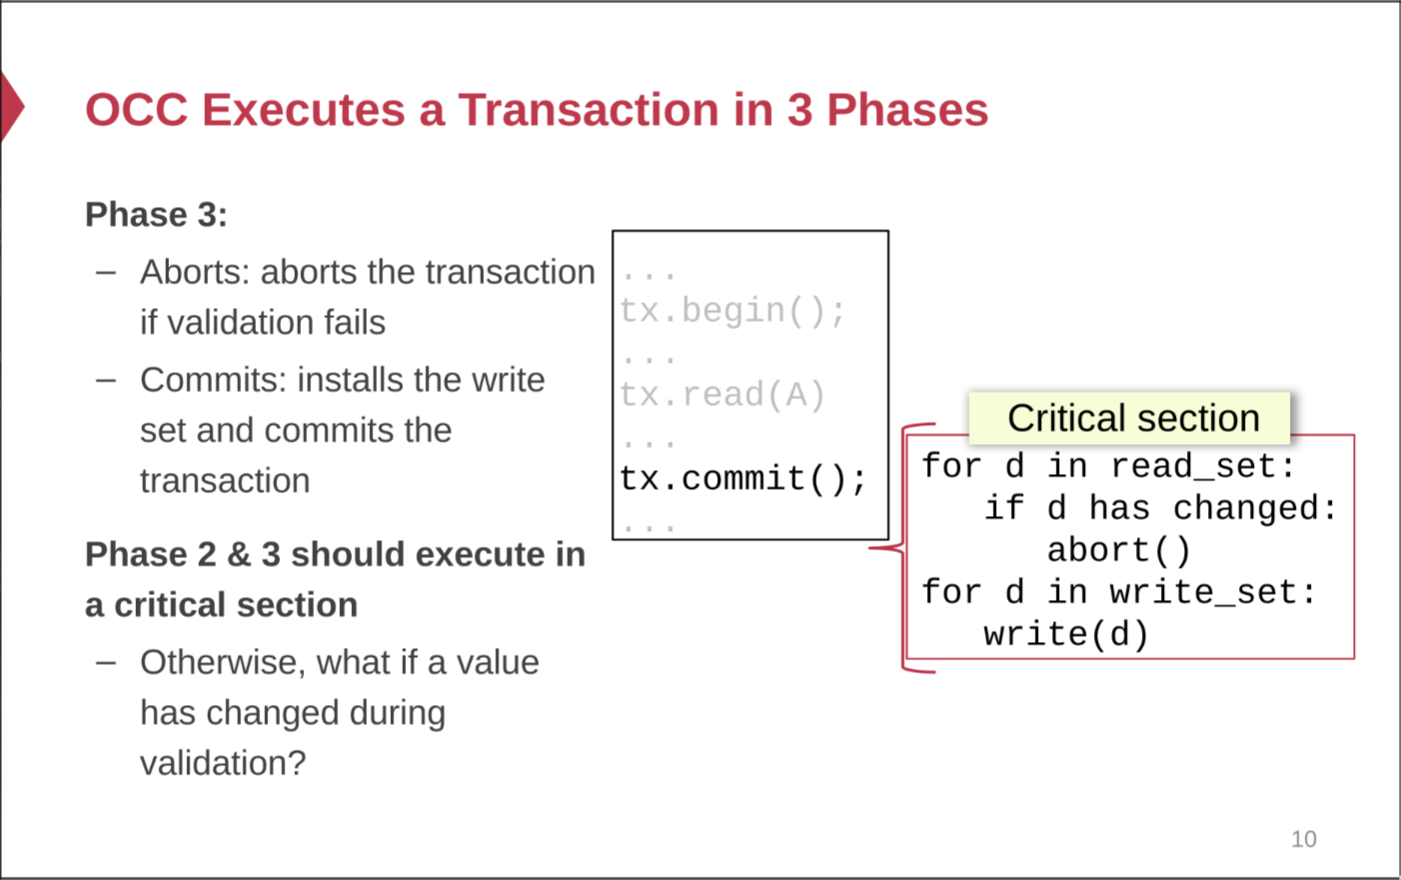 OCC Executes a Transaction in 3 Phases
Phase 3:
– Aborts: aborts the transaction
if validation fails
– Commits: installs the write
set and commits the
transaction
Phase 2 & 3 should execute in
a critical section
– Otherwise, what if a value
has changed during
validation?
...
tx.begin();
...
tx.read(A)
...
tx.commit();
...
Critical section
for d in read_set:
if d has changed:
abort()
for d in write_set:
write(d)
10